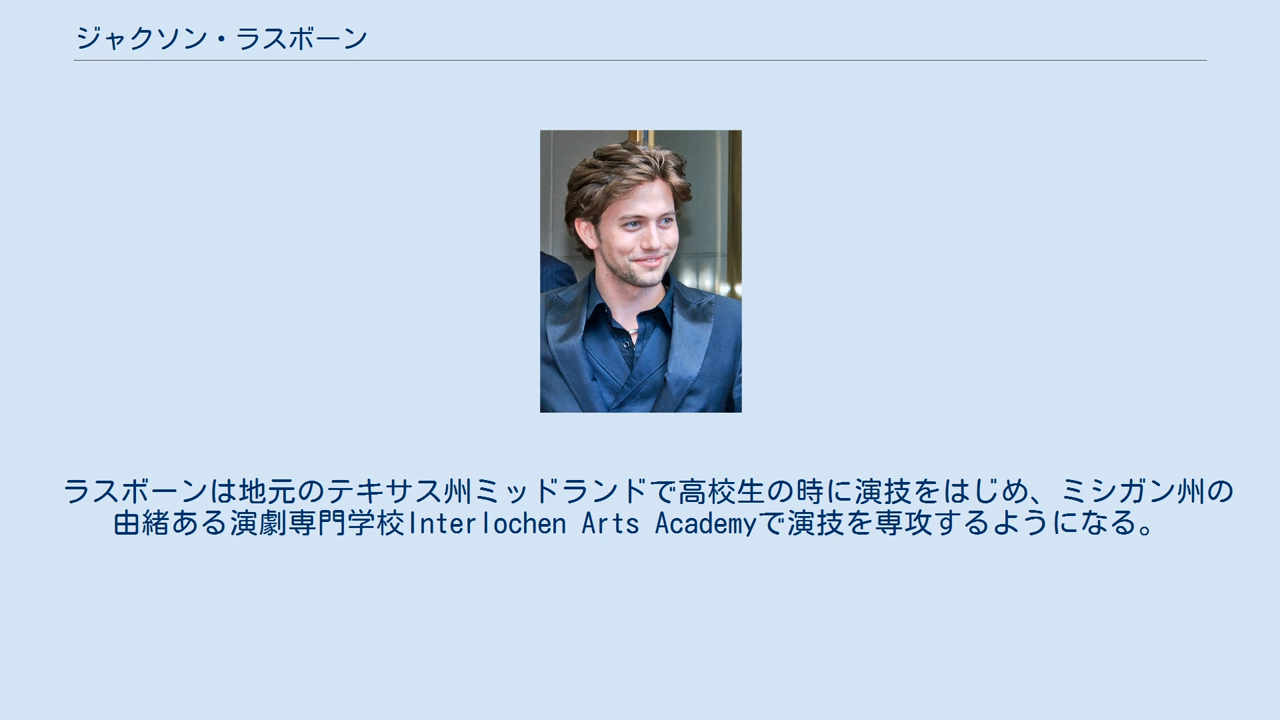 ジャクソン・ラスボーン
ラスボーンは地元のテキサス州ミッドランドで高校生の時に演技をはじめ、ミシガン州の
由緒ある演劇専門学校Interlochen Arts Academyで演技を専攻するようになる。